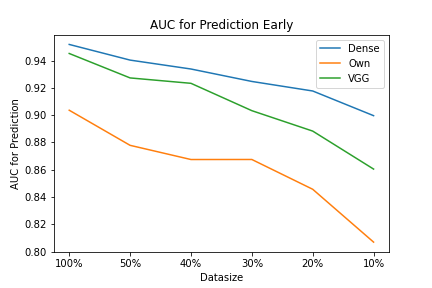 AUC for Prediction Early
Dense
Own
VGG
AUC for Prediction
0.94
0.92
0.90
0.88
0.86
0.84
0.82
0.80
100% 50% 40% 30% 20% 10%
Datasize